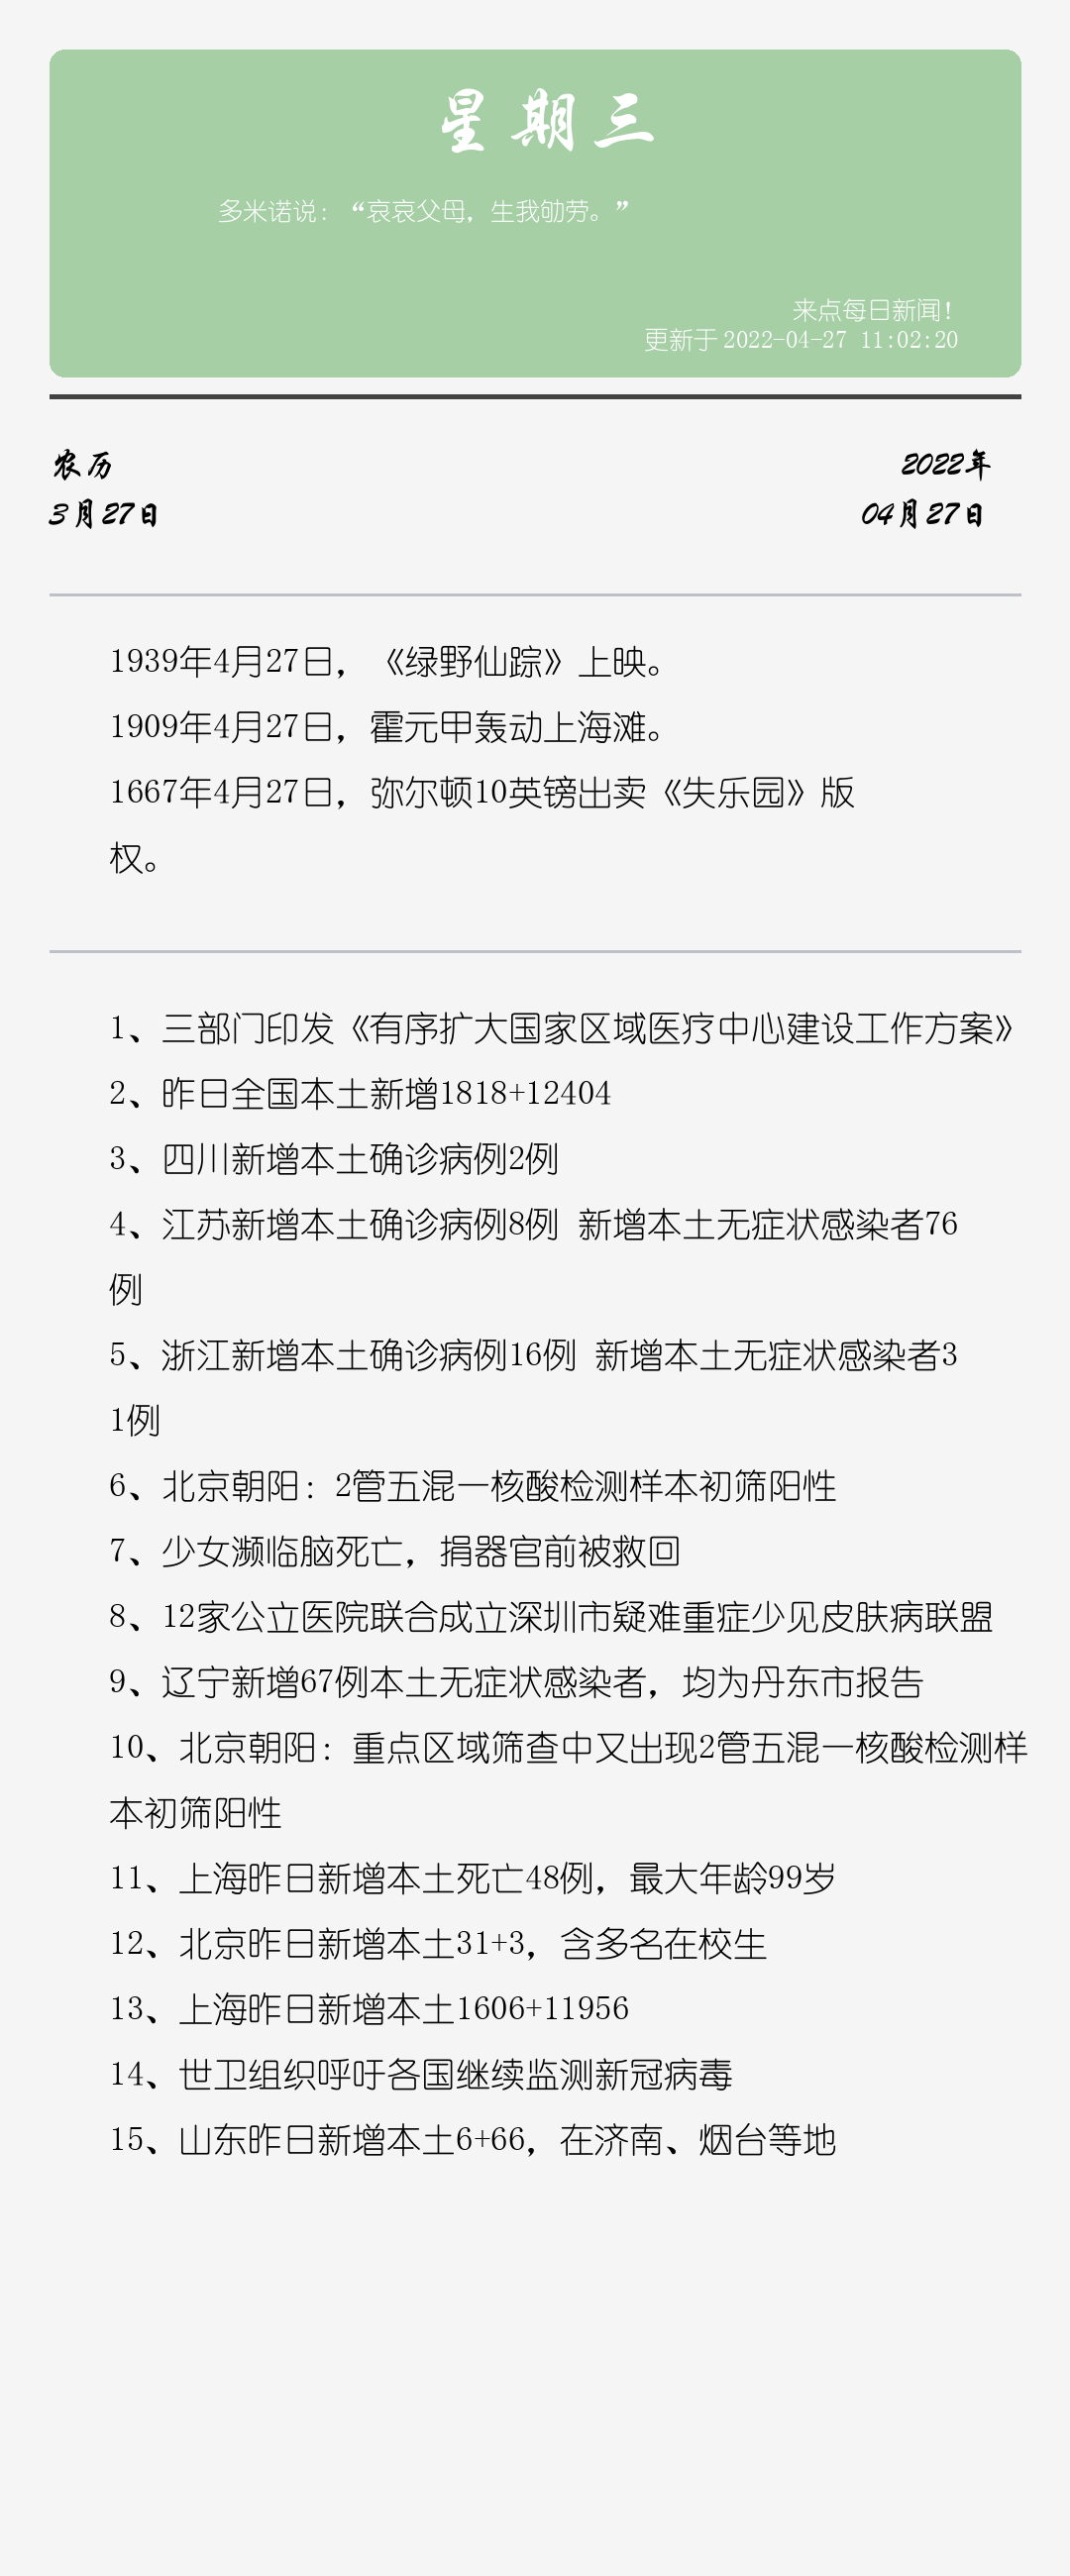 星期三
多米诺说：“哀哀父母，生我劬劳。”
来点每日新闻！
更新于2022-04-27 11:02:20
农历
2022年
3月27日
04月27日
1939年4月27日，《绿野仙踪》上映。
1909年4月27日，霍元甲轰动上海滩。
1667年4月27日，弥尔顿10英镑出卖《失乐园》版
权。
1、三部门印发《有序扩大国家区域医疗中心建设工作方案》
2、昨日全国本土新增1818+12404
3、四川新增本土确诊病例2例
4、江苏新增本土确诊病例8例 新增本土无症状感染者76
例
5、浙江新增本土确诊病例16例 新增本土无症状感染者3
1例
6、北京朝阳：2管五混一核酸检测样本初筛阳性
7、少女濒临脑死亡，捐器官前被救回
8、12家公立医院联合成立深圳市疑难重症少见皮肤病联盟
9、辽宁新增67例本土无症状感染者，均为丹东市报告
10、北京朝阳：重点区域筛查中又出现2管五混一核酸检测样
本初筛阳性
11、上海昨日新增本土死亡48例，最大年龄99岁
12、北京昨日新增本土31+3，含多名在校生
13、上海昨日新增本土1606+11956
14、世卫组织呼吁各国继续监测新冠病毒
15、山东昨日新增本土6+66，在济南、烟台等地